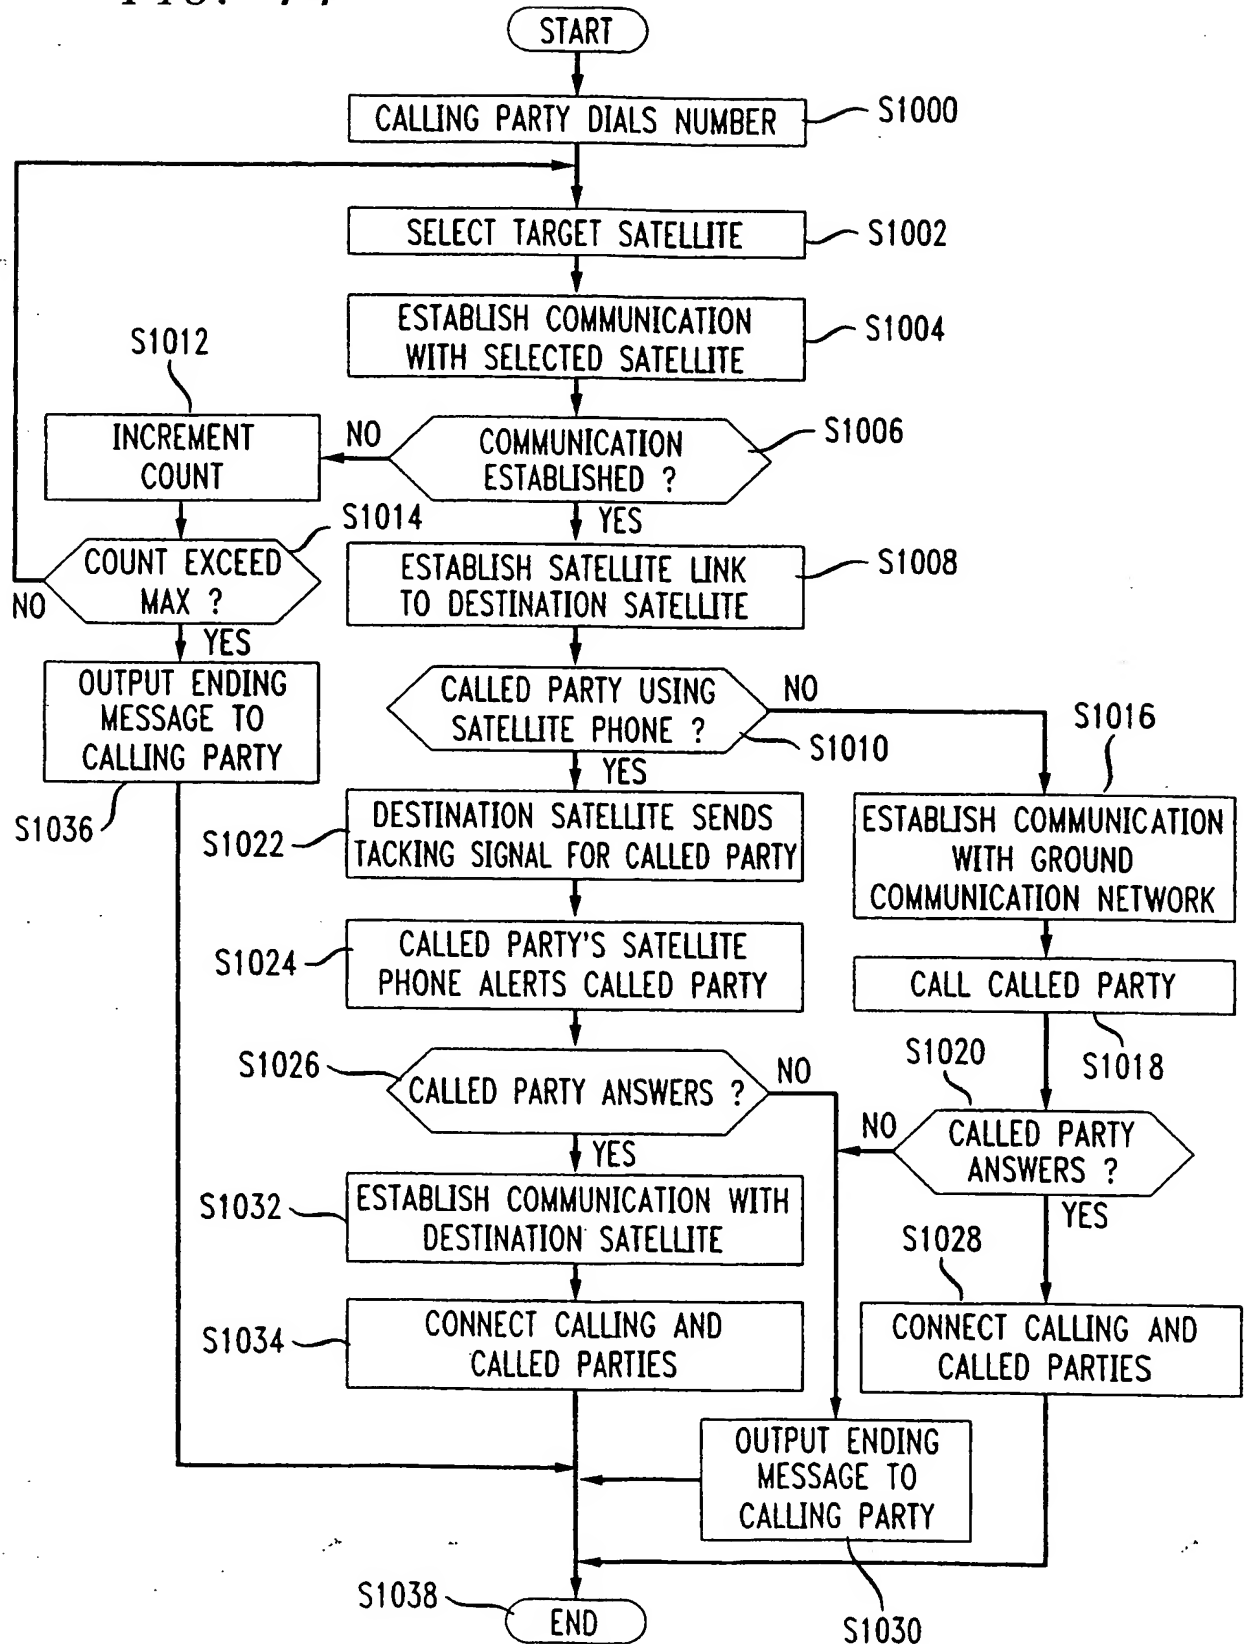 START
CALLING PARTY DIALS NUMBER
S1000
SELECT TARGET SATELLITE
S1002
ESTABLISH COMMUNICATION
WITH SELECTED SATELLITE
S1004
S1012
INCREMENT
COUNT
NO
COMMUNICATION
ESTABLISHED ?
S1006
YES
S1014
COUNT EXCEED
MAX ?
NO
YES
ESTABLISH SATELLITE LINK
TO DESTINATION SATELLITE
S1008
OUTPUT ENDING
MESSAGE TO
CALLING PARTY
S1036
CALLED PARTY USING
SATELLITE PHONE ?
NO
S1010
YES
S1016
ESTABLISH COMMUNICATION
WITH GROUND
COMMUNICATION NETWORK
S1022
DESTINATION SATELLITE SENDS
TACKING SIGNAL FOR CALLED PARTY
S1024
CALLED PARTY'S SATELLITE
PHONE ALERTS CALLED PARTY
CALL CALLED PARTY
S1018
S1026
CALLED PARTY ANSWERS ?
NO
YES
S1020
NO
CALLED PARTY
ANSWERS ?
YES
S1032
ESTABLISH COMMUNICATION WITH
DESTINATION SATELLITE
S1028
S1034
CONNECT CALLING AND
CALLED PARTIES
CONNECT CALLING AND
CALLED PARTIES
OUTPUT ENDING
MESSAGE TO
CALLING PARTY
S1030
S1038
END